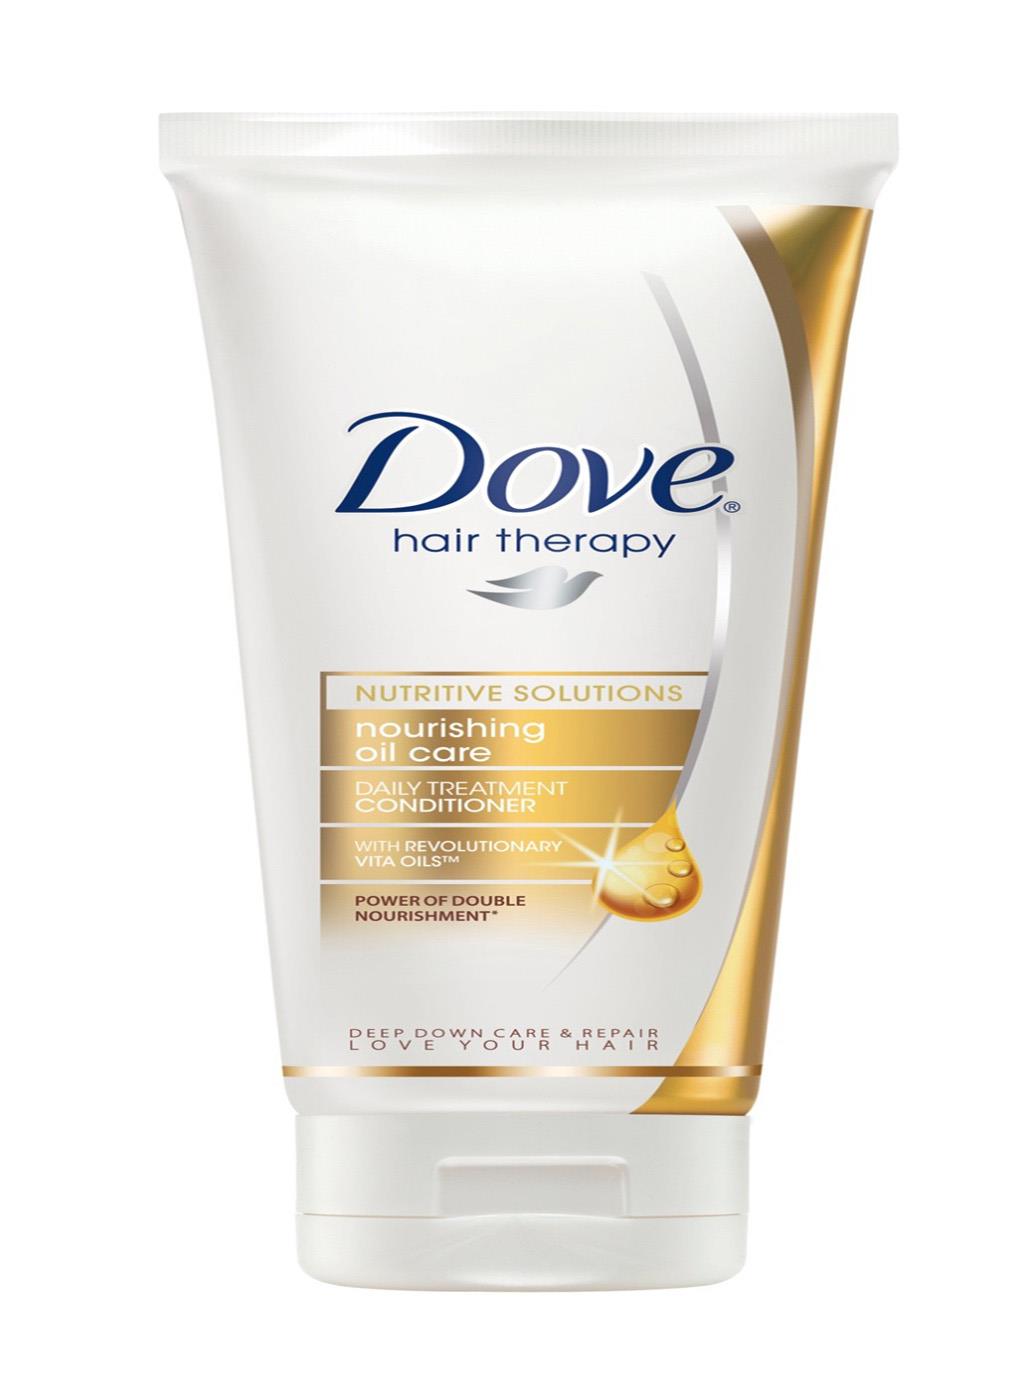 Dove®
hair therapy
NUTRITIVE SOLUTIONS
nourishing
oil care
DAILY TREATMENT
CONDITIONER
WITH REVOLUTIONARY
VITA OILS™
POWER OF DOUBLE
NOURISHMENT*
DEEP DOWN CARE & REPAIR
LOVE YOUR HAIR